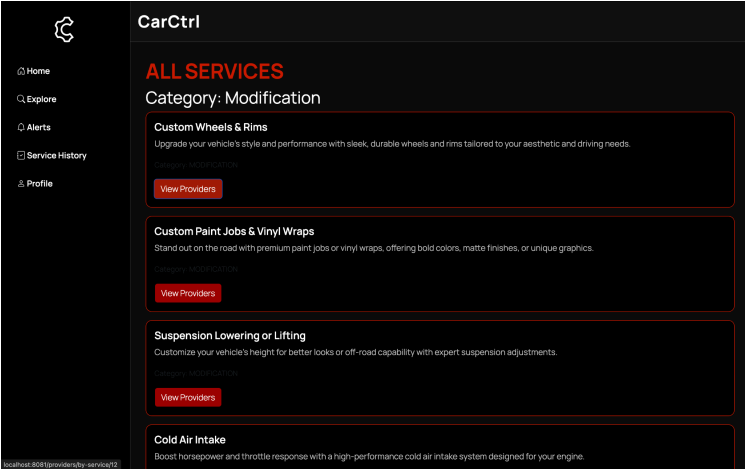 CarCtrl
Home
Explore
Alerts
Service History
Profile
ALL SERVICES
Category: Modification
Custom Wheels & Rims
Upgrade your vehicle's style and performance with sleek, durable wheels and rims tailored to your aesthetic and driving needs.
Category: MODIFICATION
View Providers
Custom Paint Jobs & Vinyl Wraps
Stand out on the road with premium paint jobs or vinyl wraps, offering bold colors, matte finishes, or unique graphics.
Category: MODIFICATION
View Providers
Suspension Lowering or Lifting
Customize your vehicle's height for better looks or off-road capability with expert suspension adjustments.
Category: MODIFICATION
View Providers
Cold Air Intake
Boost horsepower and throttle response with a high-performance cold air intake system designed for your engine.
localhost:8081/providers/by-service/12